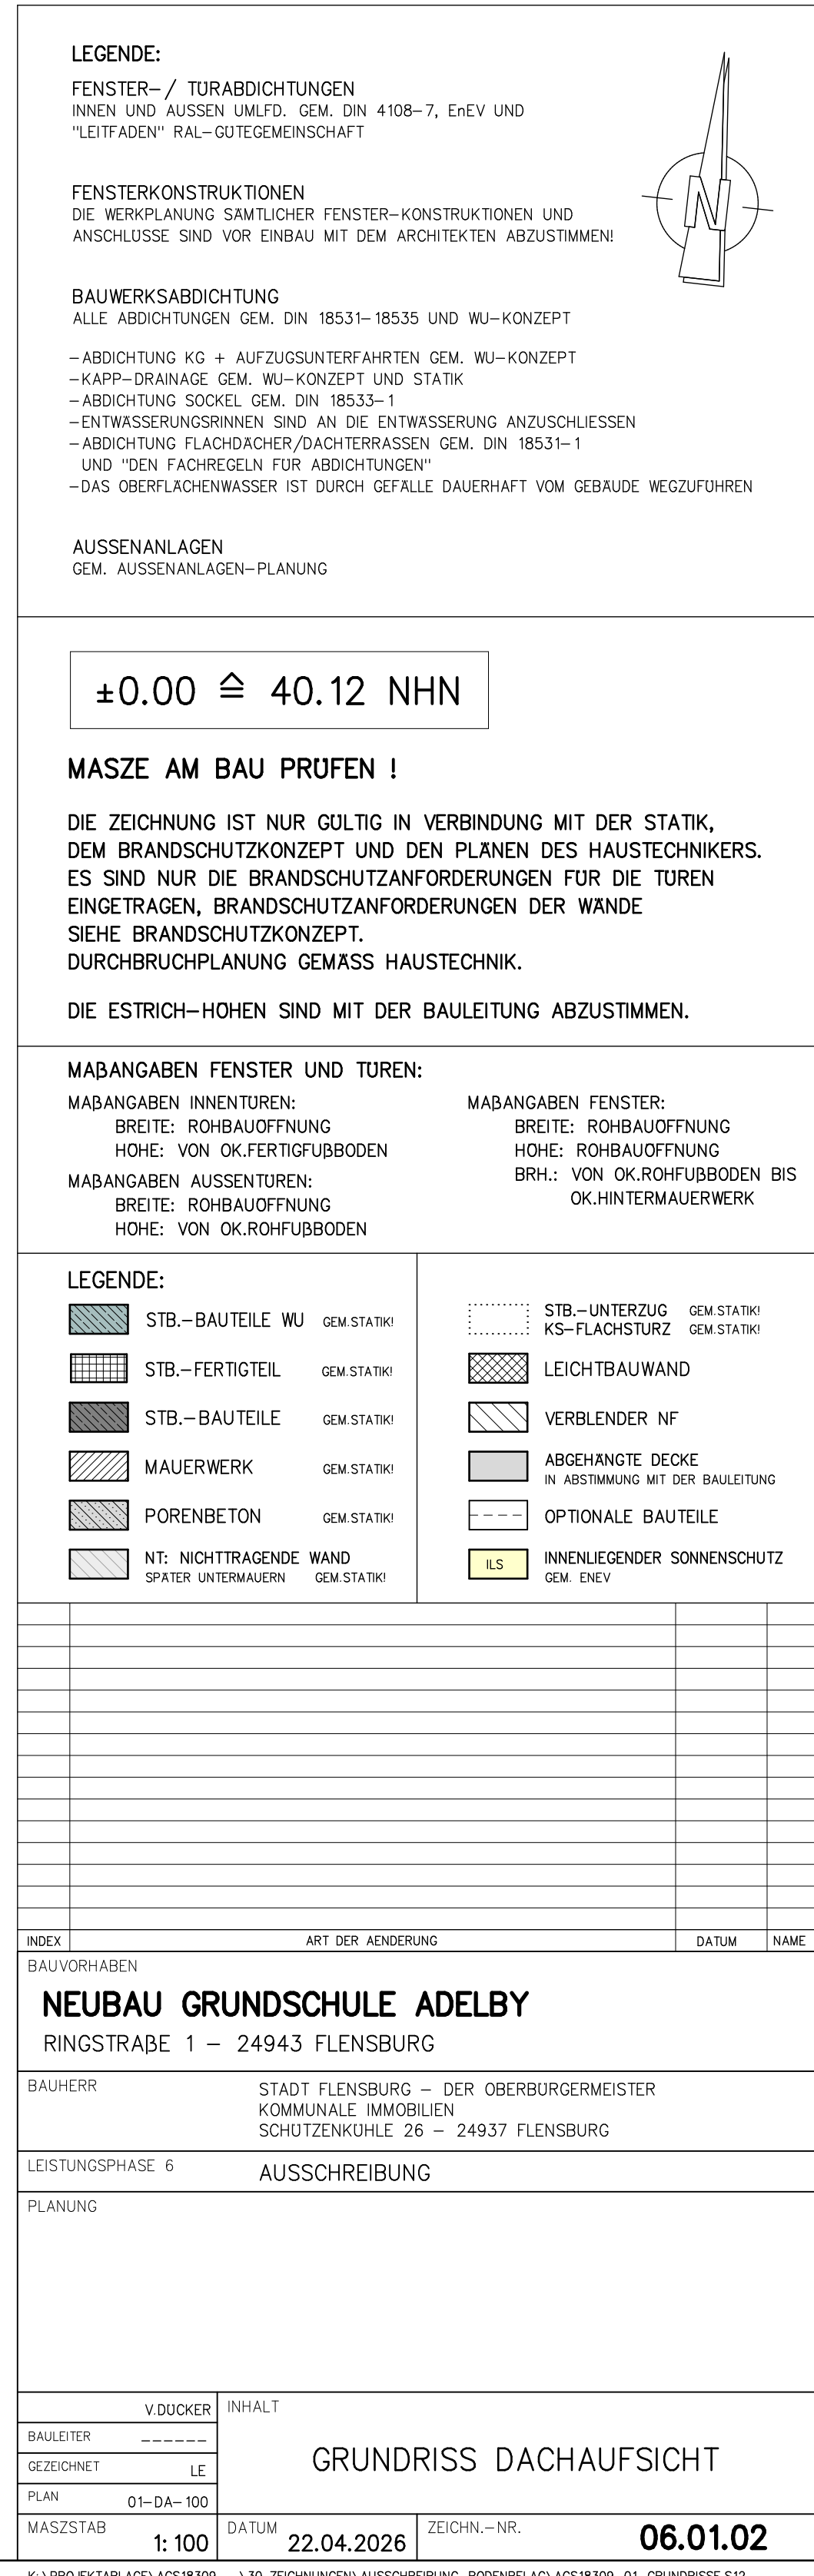 LEGENDE:
FENSTER-/ TÜRABDICHTUNGEN
INNEN UND AUSSEN UMLFD. GEM. DIN 4108-7, EnEV UND
"LEITFADEN" RAL-GÜTEGEMEINSCHAFT
FENSTERKONSTRUKTIONEN
DIE WERKPLANUNG SÄMTLICHER FENSTER-KONSTRUKTIONEN UND
ANSCHLÜSSE SIND VOR EINBAU MIT DEM ARCHITEKTEN ABZUSTIMMEN!
N
BAUWERKSABDICHTUNG
ALLE ABDICHTUNGEN GEM. DIN 18531-18535 UND WU-KONZEPT
-ABDICHTUNG KG + AUFZUGSUNTERFAHRTEN GEM. WU-KONZEPT
-KAPP-DRAINAGE GEM. WU-KONZEPT UND STATIK
-ABDICHTUNG SOCKEL GEM. DIN 18533-1
-ENTWÄSSERUNGSRINNEN SIND AN DIE ENTWÄSSERUNG ANZUSCHLIESSEN
-ABDICHTUNG FLACHDÄCHER/DACHTERRASSEN GEM. DIN 18531-1
UND "DEN FACHREGELN FÜR ABDICHTUNGEN"
-DAS OBERFLÄCHENWASSER IST DURCH GEFÄLLE DAUERHAFT VOM GEBÄUDE WEGZUFÜHREN
AUSSENANLAGEN
GEM. AUSSENANLAGEN-PLANUNG
±0.00 ≙ 40.12 NHN
MASZE AM BAU PRÜFEN !
DIE ZEICHNUNG IST NUR GÜLTIG IN VERBINDUNG MIT DER STATIK,
DEM BRANDSCHUTZKONZEPT UND DEN PLÄNEN DES HAUSTECHNIKERS.
ES SIND NUR DIE BRANDSCHUTZANFORDERUNGEN FÜR DIE TÜREN
EINGETRAGEN, BRANDSCHUTZANFORDERUNGEN DER WÄNDE
SIEHE BRANDSCHUTZKONZEPT.
DURCHBRUCHPLANUNG GEMÄSS HAUSTECHNIK.
DIE ESTRICH-HÖHEN SIND MIT DER BAULEITUNG ABZUSTIMMEN.
MAßANGABEN FENSTER UND TÜREN:
MAßANGABEN INNENTÜREN:
BREITE: ROHBAUÖFFNUNG
HÖHE: VON OK.FERTIGFUßBODEN
MAßANGABEN AUSSENTÜREN:
BREITE: ROHBAUÖFFNUNG
HÖHE: VON OK.ROHFUßBODEN
MAßANGABEN FENSTER:
BREITE: ROHBAUÖFFNUNG
HÖHE: ROHBAUÖFFNUNG
BRH.: VON OK.ROHFUßBODEN BIS
OK.HINTERMAUERWERK
LEGENDE:
STB.-BAUTEILE WU GEM.STATIK!
STB.-FERTIGTEIL GEM.STATIK!
STB.-BAUTEILE GEM.STATIK!
MAUERWERK GEM.STATIK!
PORENBETON GEM.STATIK!
NT: NICHTTRAGENDE WAND
SPÄTER UNTERMAUERN GEM.STATIK!
STB.-UNTERZUG GEM.STATIK!
KS-FLACHSTURZ GEM.STATIK!
LEICHTBAUWAND
VERBLENDER NF
ABGEHÄNGTE DECKE
IN ABSTIMMUNG MIT DER BAULEITUNG
OPTIONALE BAUTEILE
ILS INNENLIEGENDER SONNENSCHUTZ
GEM. ENEV
INDEX ART DER AENDERUNG DATUM NAME
BAUVORHABEN
NEUBAU GRUNDSCHULE ADELBY
RINGSTRAßE 1 - 24943 FLENSBURG
BAUHERR STADT FLENSBURG - DER OBERBÜRGERMEISTER
KOMMUNALE IMMOBILIEN
SCHÜTZENKUHLE 26 - 24937 FLENSBURG
LEISTUNGSPHASE 6 AUSSCHREIBUNG
PLANUNG
V.DÜCKER
BAULEITER ------
GEZEICHNET LE
PLAN 01-DA-100
INHALT
GRUNDRISS DACHAUFSICHT
MASZSTAB 1:100
DATUM 22.04.2026
ZEICHN.-NR. 06.01.02